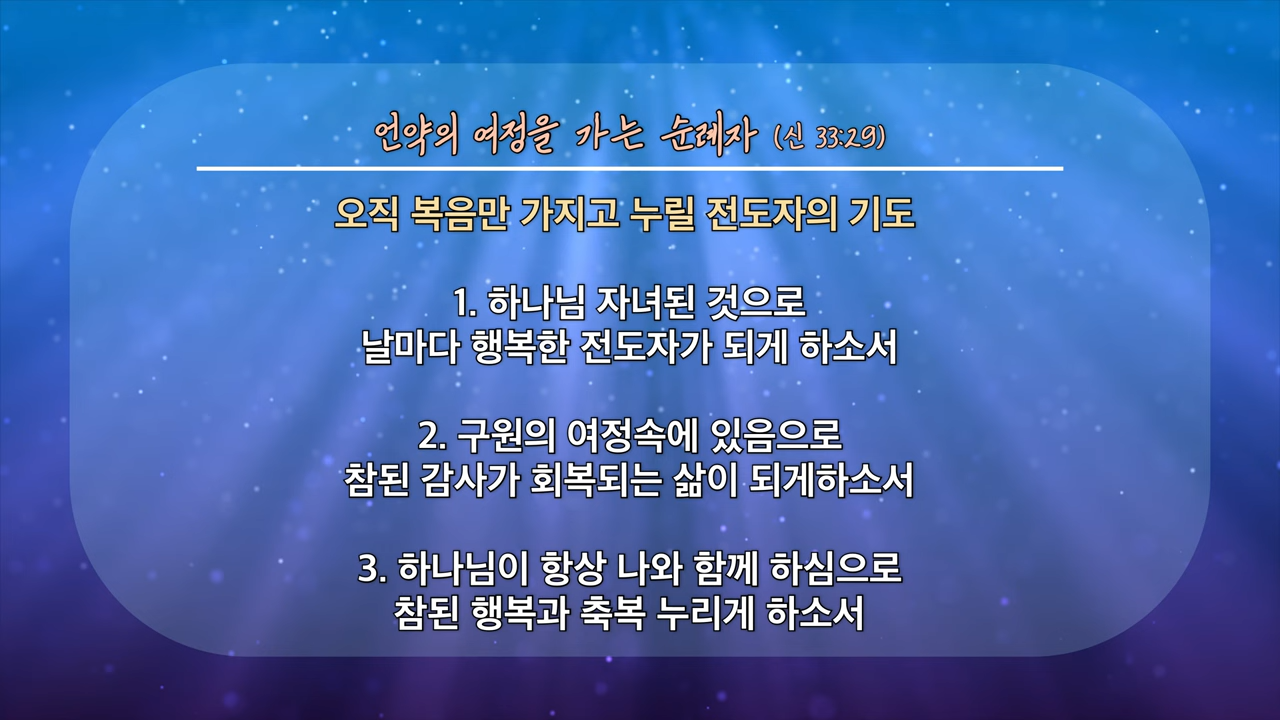 언약의 여정을 가는 순례자 (신 33:29)
오직 복음만 가지고 누릴 전도자의 기도
1. 하나님 자녀된 것으로
날마다 행복한 전도자가 되게 하소서
2. 구원의 여정속에 있음으로
참된 감사가 회복되는 삶이 되게하소서
3. 하나님이 항상 나와 함께 하심으로
참된 행복과 축복 누리게 하소서